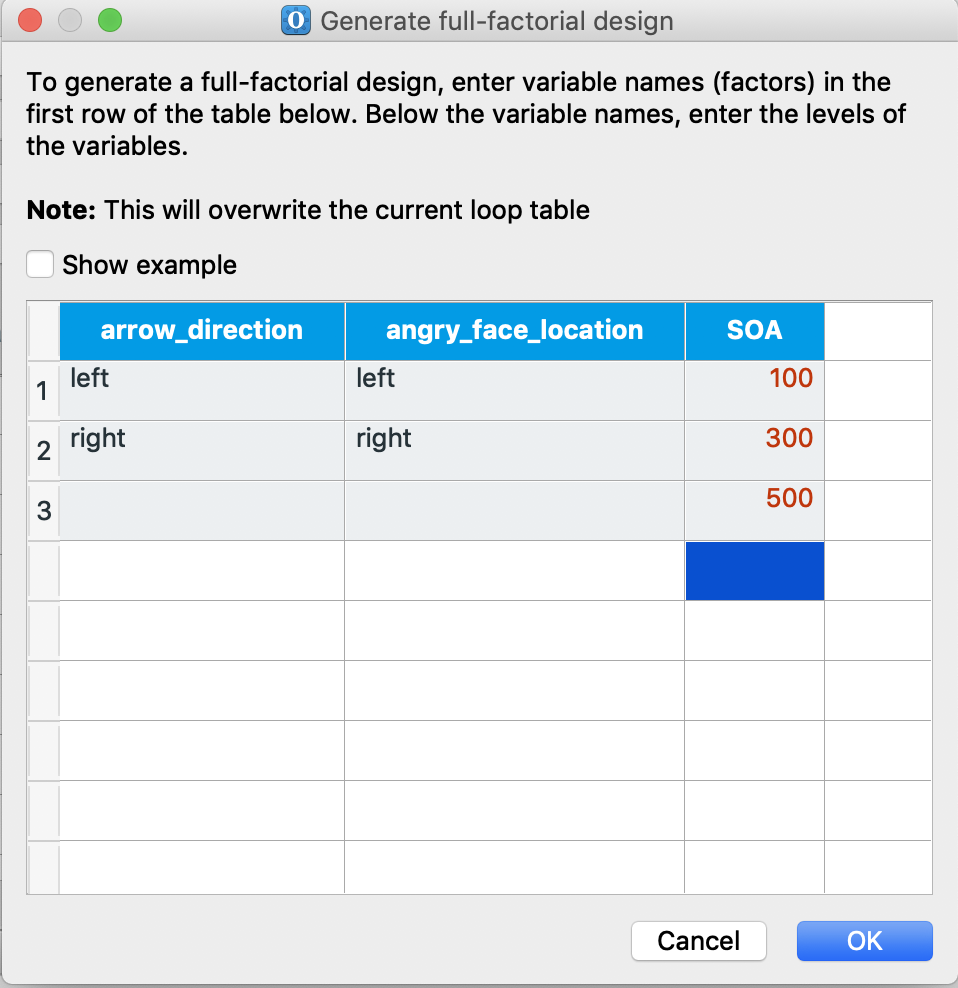 Generate full-factorial design
To generate a full-factorial design, enter variable names (factors) in the
first row of the table below. Below the variable names, enter the levels of
the variables.
Note: This will overwrite the current loop table
Show example
arrow_direction angry_face_location SOA
1 left left 100
2 right right 300
3 500
Cancel OK